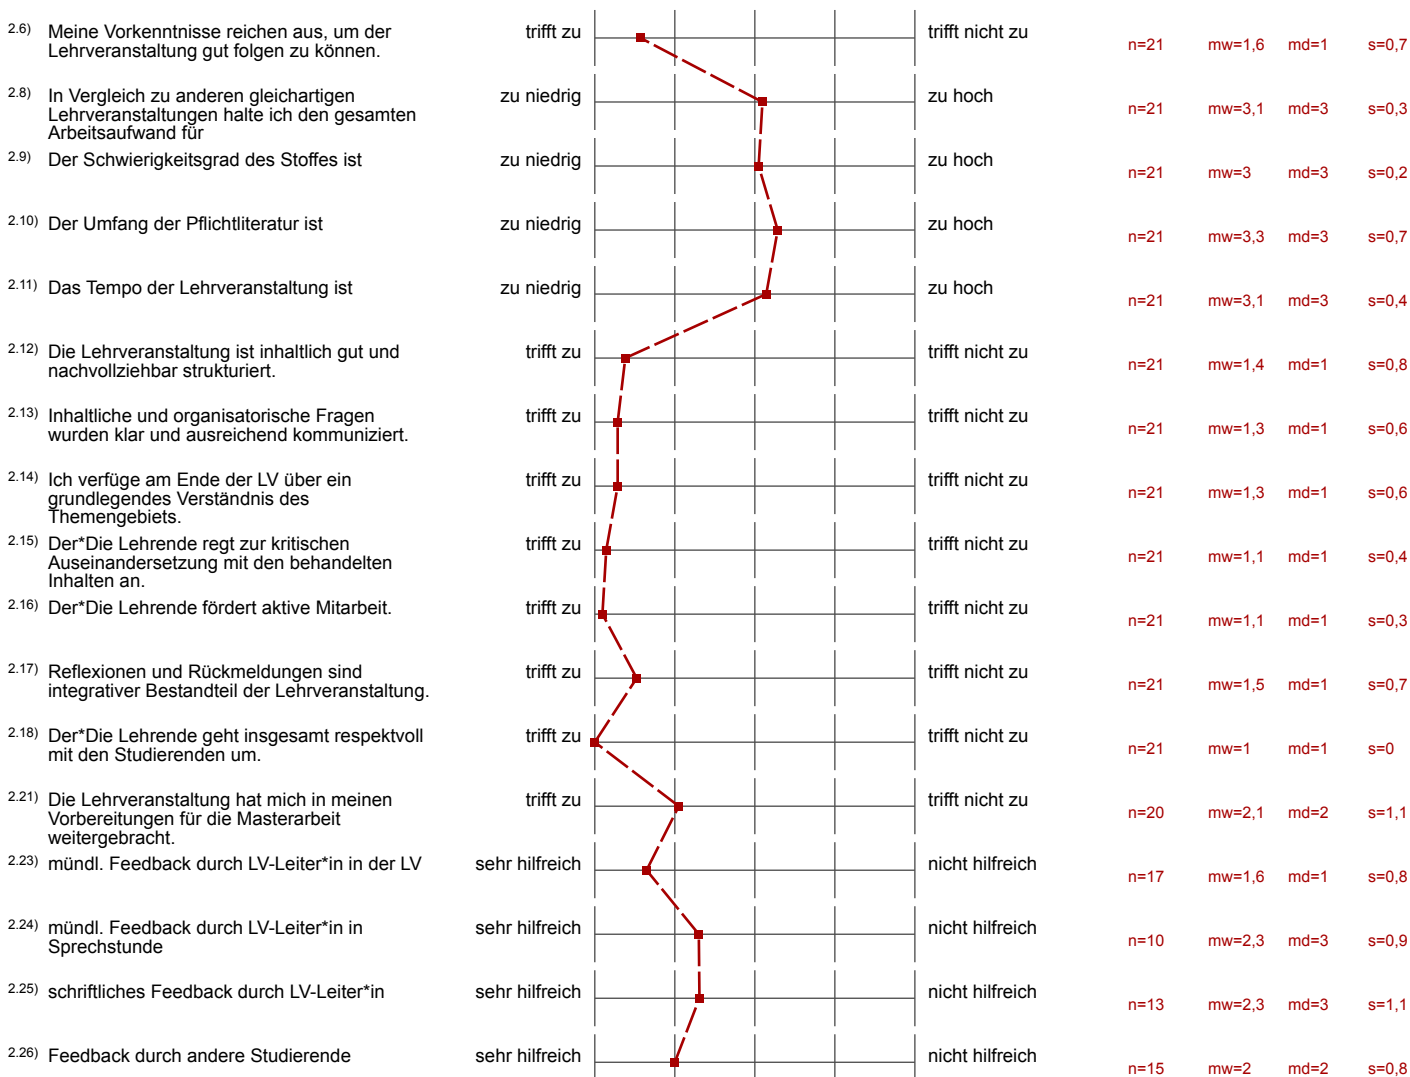 2.6) Meine Vorkenntnisse reichen aus, um der
Lehrveranstaltung gut folgen zu können.
trifft zu
trifft nicht zu
n=21 mw=1,6 md=1 s=0,7
2.8) In Vergleich zu anderen gleichartigen
Lehrveranstaltungen halte ich den gesamten
Arbeitsaufwand für
zu niedrig
zu hoch
n=21 mw=3,1 md=3 s=0,3
2.9) Der Schwierigkeitsgrad des Stoffes ist
zu niedrig
zu hoch
n=21 mw=3 md=3 s=0,2
2.10) Der Umfang der Pflichtliteratur ist
zu niedrig
zu hoch
n=21 mw=3,3 md=3 s=0,7
2.11) Das Tempo der Lehrveranstaltung ist
zu niedrig
zu hoch
n=21 mw=3,1 md=3 s=0,4
2.12) Die Lehrveranstaltung ist inhaltlich gut und
nachvollziehbar strukturiert.
trifft zu
trifft nicht zu
n=21 mw=1,4 md=1 s=0,8
2.13) Inhaltliche und organisatorische Fragen
wurden klar und ausreichend kommuniziert.
trifft zu
trifft nicht zu
n=21 mw=1,3 md=1 s=0,6
2.14) Ich verfüge am Ende der LV über ein
grundlegendes Verständnis des
Themengebiets.
trifft zu
trifft nicht zu
n=21 mw=1,3 md=1 s=0,6
2.15) Der*Die Lehrende regt zur kritischen
Auseinandersetzung mit den behandelten
Inhalten an.
trifft zu
trifft nicht zu
n=21 mw=1,1 md=1 s=0,4
2.16) Der*Die Lehrende fördert aktive Mitarbeit.
trifft zu
trifft nicht zu
n=21 mw=1,1 md=1 s=0,3
2.17) Reflexionen und Rückmeldungen sind
integrativer Bestandteil der Lehrveranstaltung.
trifft zu
trifft nicht zu
n=21 mw=1,5 md=1 s=0,7
2.18) Der*Die Lehrende geht insgesamt respektvoll
mit den Studierenden um.
trifft zu
trifft nicht zu
n=21 mw=1 md=1 s=0
2.21) Die Lehrveranstaltung hat mich in meinen
Vorbereitungen für die Masterarbeit
weitergebracht.
trifft zu
trifft nicht zu
n=20 mw=2,1 md=2 s=1,1
2.23) mündl. Feedback durch LV-Leiter*in in der LV
sehr hilfreich
nicht hilfreich
n=17 mw=1,6 md=1 s=0,8
2.24) mündl. Feedback durch LV-Leiter*in in
Sprechstunde
sehr hilfreich
nicht hilfreich
n=10 mw=2,3 md=3 s=0,9
2.25) schriftliches Feedback durch LV-Leiter*in
sehr hilfreich
nicht hilfreich
n=13 mw=2,3 md=3 s=1,1
2.26) Feedback durch andere Studierende
sehr hilfreich
nicht hilfreich
n=15 mw=2 md=2 s=0,8